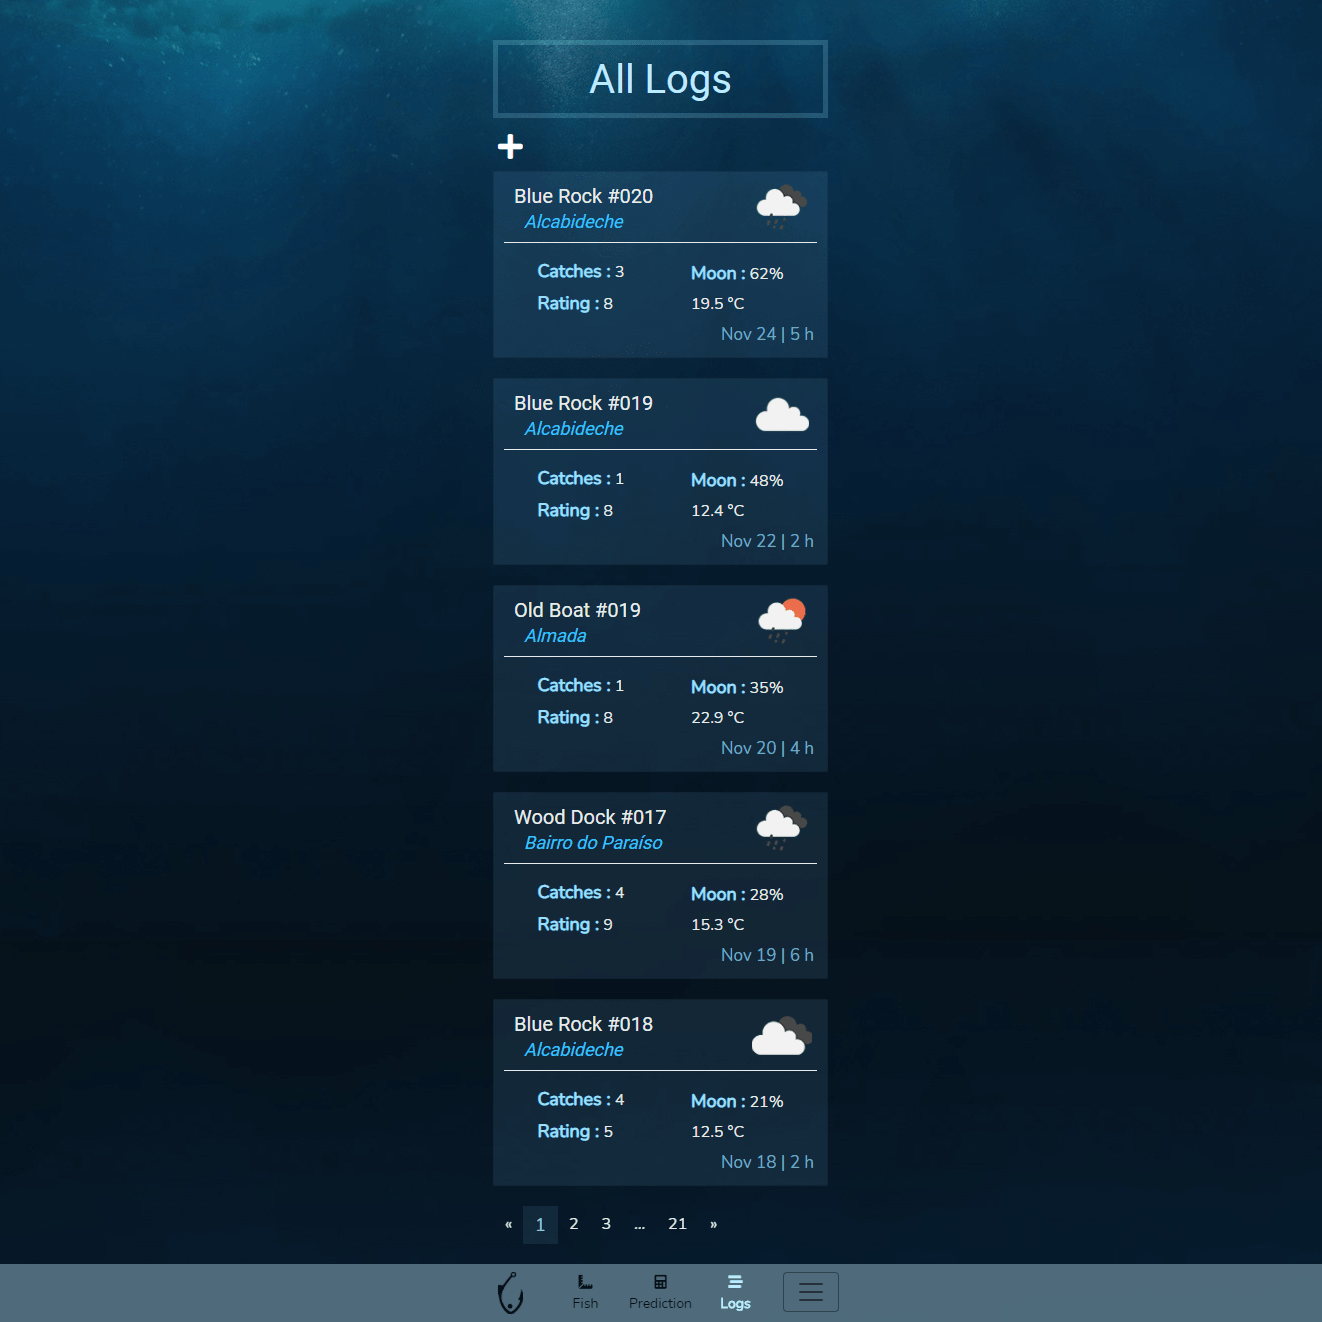 All Logs
Blue Rock #020
Alcabideche
Catches : 3
Moon : 62%
Rating : 8
19.5 °C
Nov 24 | 5 h
Blue Rock #019
Alcabideche
Catches : 1
Moon : 48%
Rating : 8
12.4 °C
Nov 22 | 2 h
Old Boat #019
Almada
Catches : 1
Moon : 35%
Rating : 8
22.9 °C
Nov 20 | 4 h
Wood Dock #017
Bairro do Paraíso
Catches : 4
Moon : 28%
Rating : 9
15.3 °C
Nov 19 | 6 h
Blue Rock #018
Alcabideche
Catches : 4
Moon : 21%
Rating : 5
12.5 °C
Nov 18 | 2 h
« 1 2 3 ... 21 »
Fish Prediction Logs